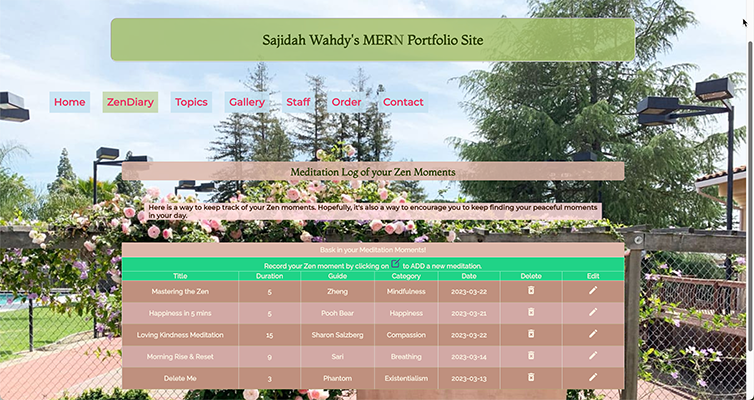 Sajidah Wahdy's MERN Portfolio Site
Home ZenDiary Topics Gallery Staff Order Contact
Meditation Log of your Zen Moments
Here is a way to keep track of your Zen moments. Hopefully, it's also a way to encourage you to keep finding your peaceful moments
in your day.
Bask in your Meditation Moments!
Record your Zen moment by clicking on to ADD a new meditation.
Title Duration Guide Category Date Delete Edit
Mastering the Zen 5 Zheng Mindfulness 2023-03-22
Happiness in 5 mins 5 Pooh Bear Happiness 2023-03-21
Loving Kindness Meditation 15 Sharon Salzberg Compassion 2023-03-22
Morning Rise & Reset 9 Sari Breathing 2023-03-14
Delete Me 3 Phantom Existentialism 2023-03-13